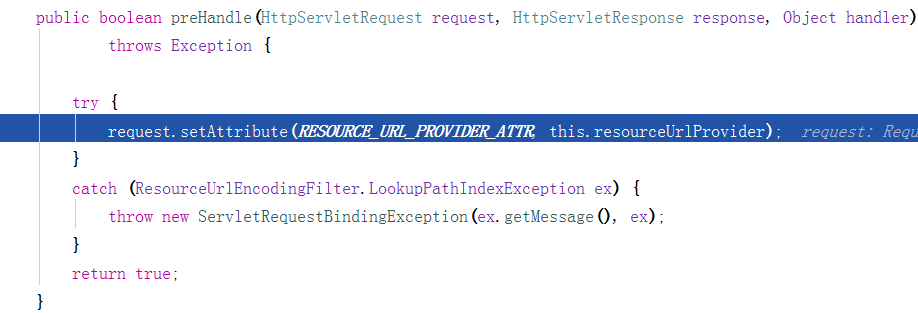 public boolean preHandle(HttpServletRequest request, HttpServletResponse response, Object handler)
throws Exception {
try {
request.setAttribute(RESOURCE_URL_PROVIDER_ATTR, this.resourceUrlProvider);  request: Requ
}
catch (ResourceUrlEncodingFilter.LookupPathIndexException ex) {
throw new ServletRequestBindingException(ex.getMessage(), ex);
}
return true;
}